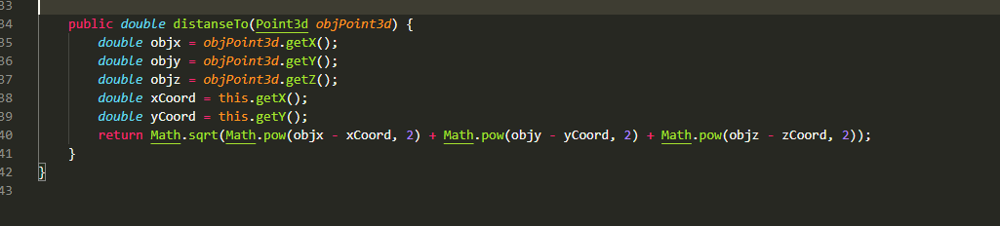 33
34 public double distanseTo(Point3d objPoint3d) {
35 double objx = objPoint3d.getX();
36 double objy = objPoint3d.getY();
37 double objz = objPoint3d.getZ();
38 double xCoord = this.getX();
39 double yCoord = this.getY();
40 return Math.sqrt(Math.pow(objx - xCoord, 2) + Math.pow(objy - yCoord, 2) + Math.pow(objz - zCoord, 2));
41 }
42 }
43